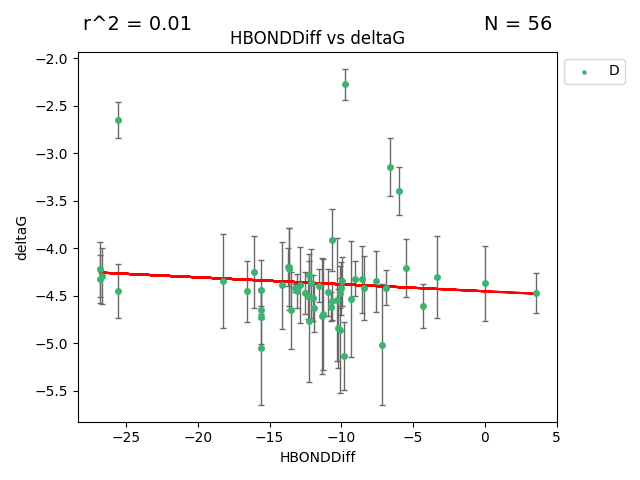 r^2 = 0.01
N = 56
HBONDDiff vs deltaG
D
−2.0
−2.5
−3.0
−3.5
−4.0
−4.5
−5.0
−5.5
deltaG
−25
−20
−15
−10
−5
0
5
HBONDDiff